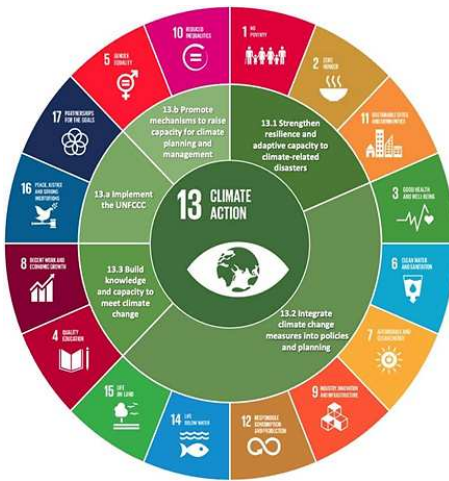 13 CLIMATE
ACTION
13.1 Strengthen
resilience and
adaptive capacity to
climate-related
disasters
13.2 Integrate
climate change
measures into policies
and planning
13.3 Build
knowledge
and capacity to
meet climate
change
13.a Implement
the UNFCCC
13.b Promote
mechanisms to raise
capacity for climate
planning and
management
1 NO
POVERTY
2 ZERO
HUNGER
11 SUSTAINABLE CITIES
AND COMMUNITIES
3 GOOD HEALTH
AND WELL-BEING
6 CLEAN WATER
AND SANITATION
7 AFFORDABLE AND
CLEAN ENERGY
9 INDUSTRY, INNOVATION
AND INFRASTRUCTURE
12 RESPONSIBLE
CONSUMPTION
AND PRODUCTION
14 LIFE
BELOW WATER
15 LIFE
ON LAND
4 QUALITY
EDUCATION
8 DECENT WORK AND
ECONOMIC GROWTH
16 PEACE, JUSTICE
AND STRONG
INSTITUTIONS
17 PARTNERSHIPS
FOR THE GOALS
5 GENDER
EQUALITY
10 REDUCED
INEQUALITIES